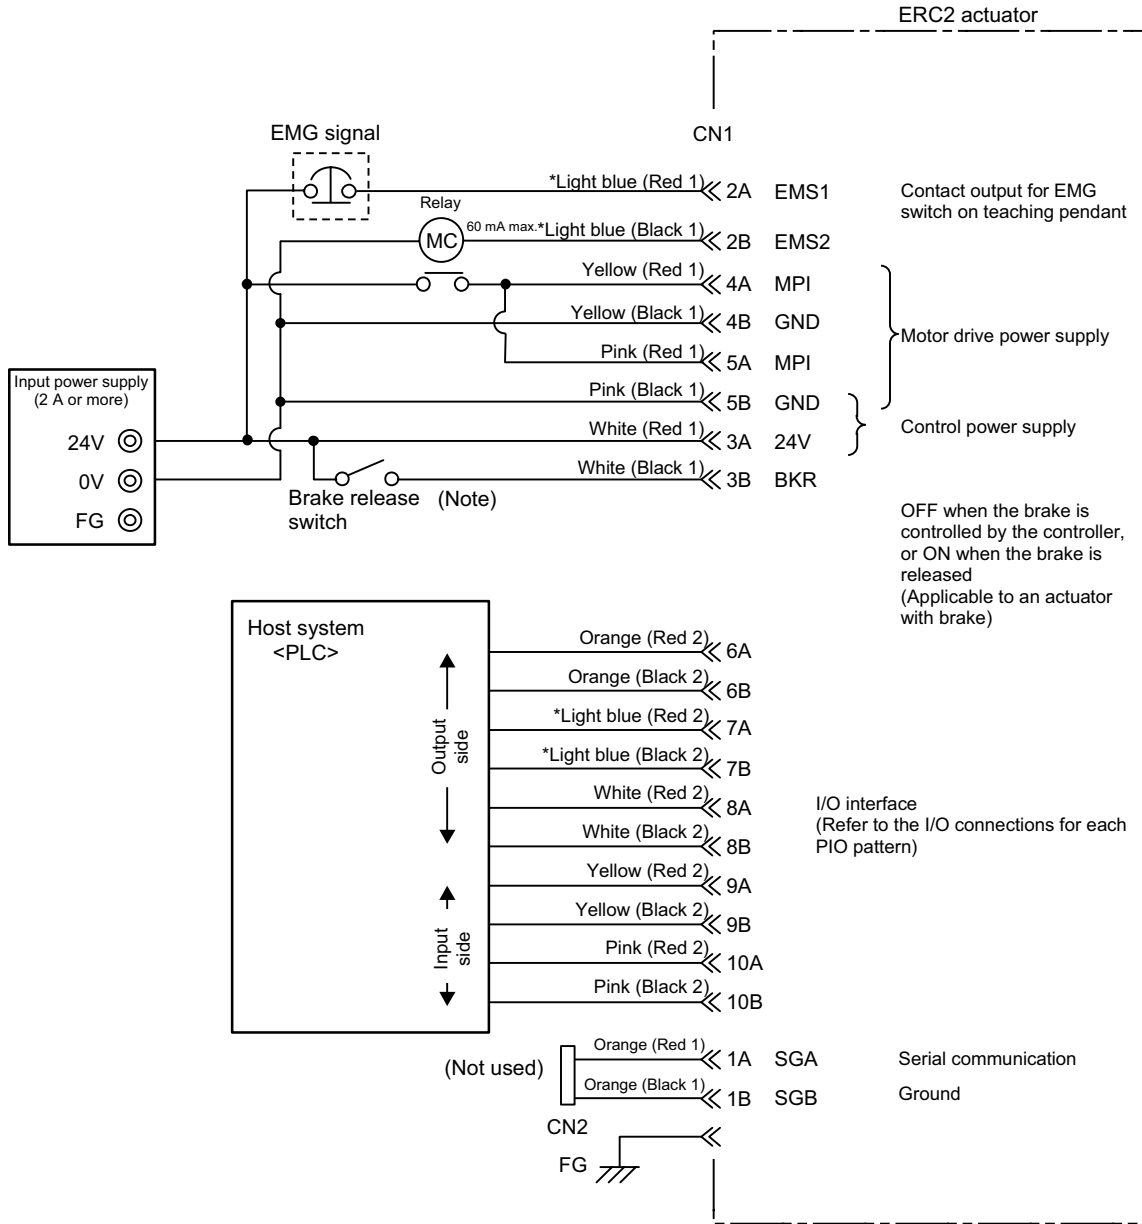 ERC2 actuator
CN1
EMG signal
*Light blue (Red 1) 2A EMS1
Contact output for EMG
switch on teaching pendant
Relay
MC
60 mA max. *Light blue (Black 1) 2B EMS2
Yellow (Red 1) 4A MPI
Yellow (Black 1) 4B GND
Motor drive power supply
Pink (Red 1) 5A MPI
Pink (Black 1) 5B GND
Control power supply
White (Red 1) 3A 24V
White (Black 1) 3B BKR
Input power supply
(2 A or more)
24V
0V
FG
Brake release
switch
(Note)
OFF when the brake is
controlled by the controller,
or ON when the brake is
released
(Applicable to an actuator
with brake)
Host system
<PLC>
Output
side
Input
side
Orange (Red 2) 6A
Orange (Black 2) 6B
*Light blue (Red 2) 7A
*Light blue (Black 2) 7B
White (Red 2) 8A
White (Black 2) 8B
Yellow (Red 2) 9A
Yellow (Black 2) 9B
Pink (Red 2) 10A
Pink (Black 2) 10B
I/O interface
(Refer to the I/O connections for each
PIO pattern)
(Not used)
Orange (Red 1) 1A SGA Serial communication
Orange (Black 1) 1B SGB Ground
CN2
FG